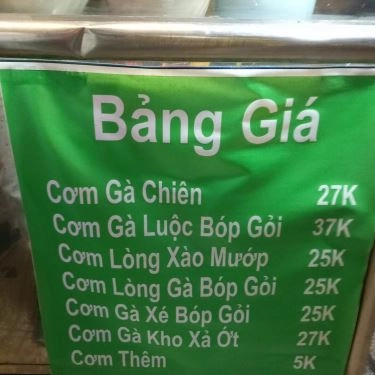 Bảng Giá
Cơm Gà Chiên 27K
Cơm Gà Luộc Bóp Gỏi 37K
Cơm Lòng Xào Mướp 25K
Cơm Lòng Gà Bóp Gỏi 25K
Cơm Gà Xé Bóp Gỏi 25K
Cơm Gà Kho Xả Ớt 27K
Cơm Thêm 5K